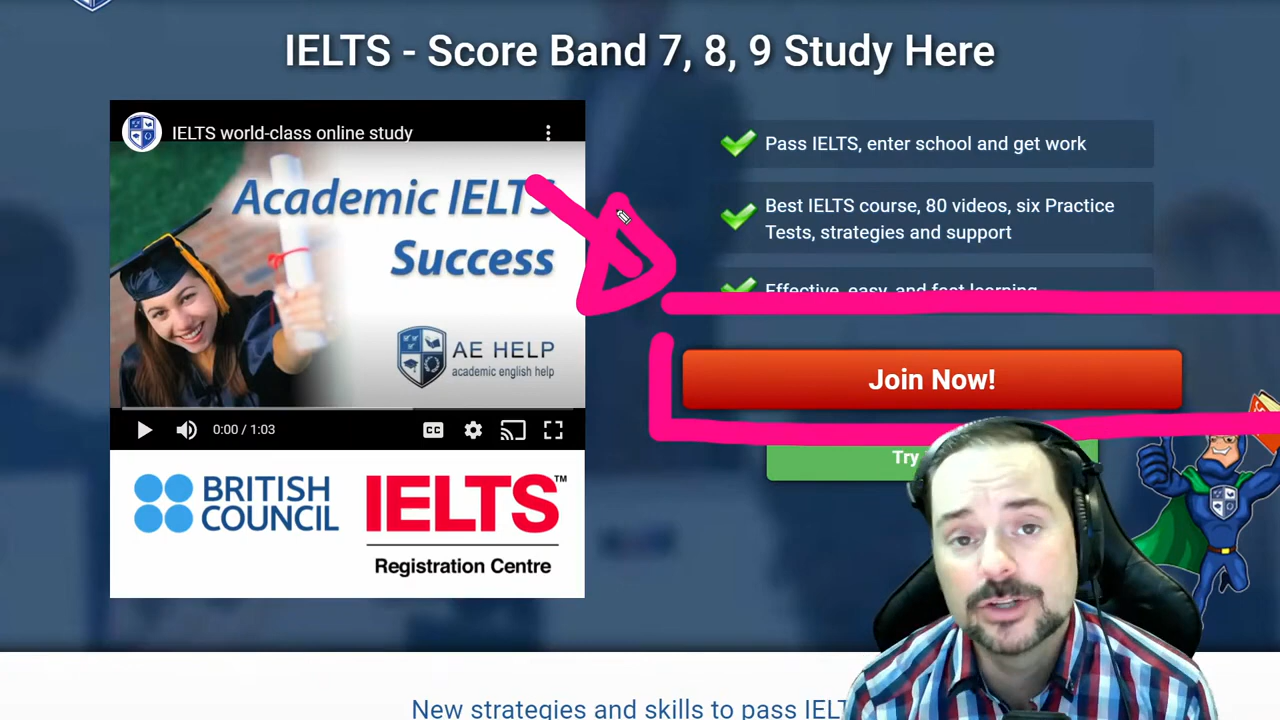 IELTS - Score Band 7, 8, 9 Study Here
IELTS world-class online study
Academic IELTS
Success
AE HELP
academic english help
0:00 / 1:03
CC
BRITISH
COUNCIL
IELTS™
Registration Centre
Pass IELTS, enter school and get work
Best IELTS course, 80 videos, six Practice
Tests, strategies and support
Effective, easy, and fast learning
Join Now!
Try
New strategies and skills to pass IELT